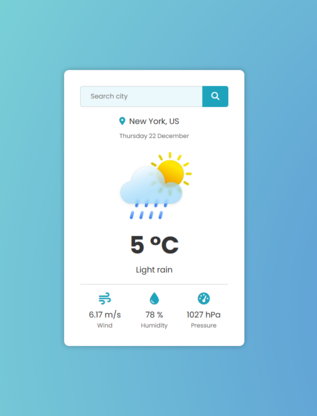 Search city
New York, US
Thursday 22 December
5 °C
Light rain
6.17 m/s 78 % 1027 hPa
Wind Humidity Pressure